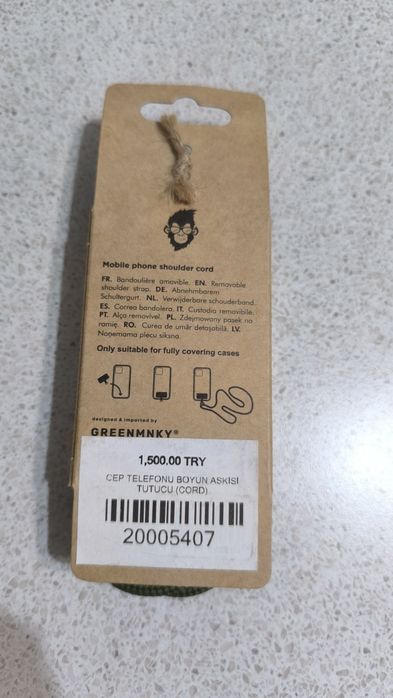 Mobile phone shoulder cord
FR. Bandoulière amovible. EN. Removable
shoulder strap. DE. Abnehmbarem
Schultergurt. NL. Verwijderbare schouderband.
ES. Correa bandolera. IT. Custodia removibile.
PT. Alça removível. PL. Zdejmowany pasek na
ramię. RO. Curea de umăr detașabilă. LV.
Noņemama plecu siksna.
Only suitable for fully covering cases
designed & imported by
GREENMNKY®
1,500.00 TRY
CEP TELEFONU BOYUN ASKISI
TUTUCU (CORD)
20005407